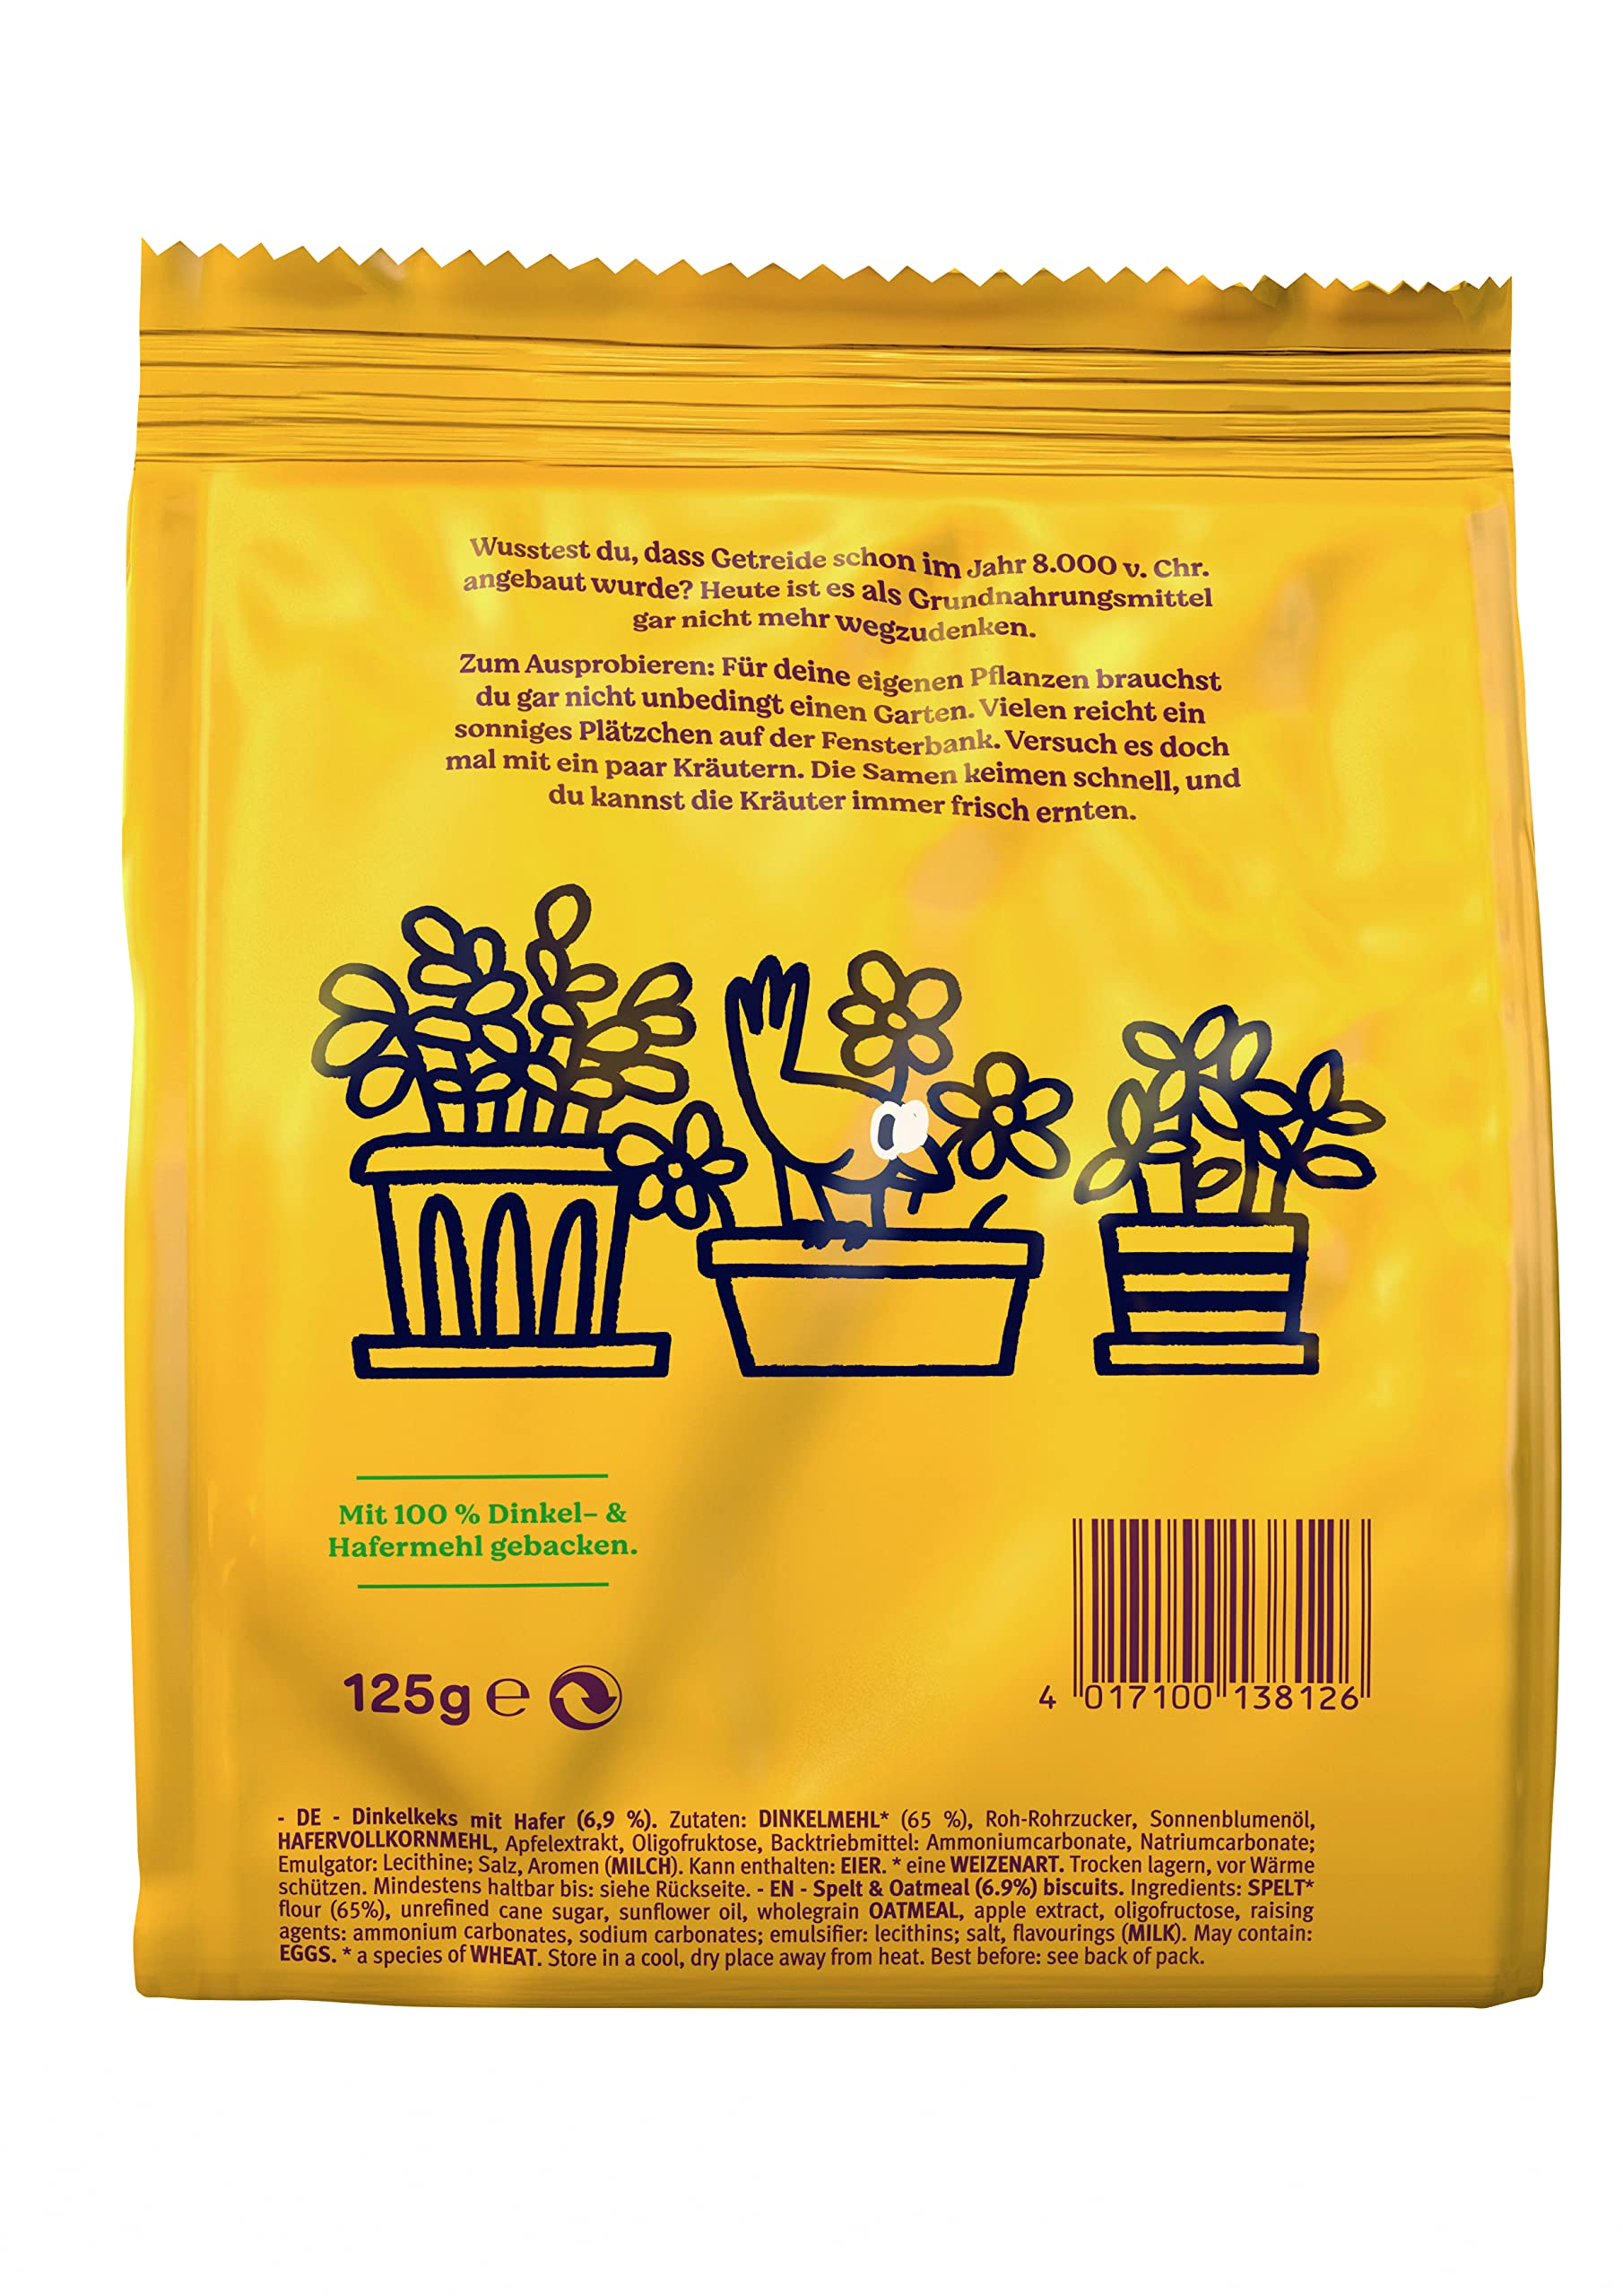 Wusstest du, dass Getreide schon im Jahr 8.000 v. Chr.
angebaut wurde? Heute ist es als Grundnahrungsmittel
gar nicht mehr wegzudenken.
Zum Ausprobieren: Für deine eigenen Pflanzen brauchst
du gar nicht unbedingt einen Garten. Vielen reicht ein
sonniges Plätzchen auf der Fensterbank. Versuch es doch
mal mit ein paar Kräutern. Die Samen keimen schnell, und
du kannst die Kräuter immer frisch ernten.
Mit 100 % Dinkel- &
Hafermehl gebacken.
125g ℮
4 017100 138126
- DE - Dinkelkeks mit Hafer (6,9 %). Zutaten: DINKELMEHL* (65 %), Roh-Rohrzucker, Sonnenblumenöl,
HAFERVOLLKORNMEHL, Apfelextrakt, Oligofruktose, Backtriebmittel: Ammoniumcarbonate, Natriumcarbonate;
Emulgator: Lecithine; Salz, Aromen (MILCH). Kann enthalten: EIER. * eine WEIZENART. Trocken lagern, vor Wärme
schützen. Mindestens haltbar bis: siehe Rückseite. - EN - Spelt & Oatmeal (6.9%) biscuits. Ingredients: SPELT*
flour (65%), unrefined cane sugar, sunflower oil, wholegrain OATMEAL, apple extract, oligofructose, raising
agents: ammonium carbonates, sodium carbonates; emulsifier: lecithins; salt, flavourings (MILK). May contain:
EGGS. * a species of WHEAT. Store in a cool, dry place away from heat. Best before: see back of pack.